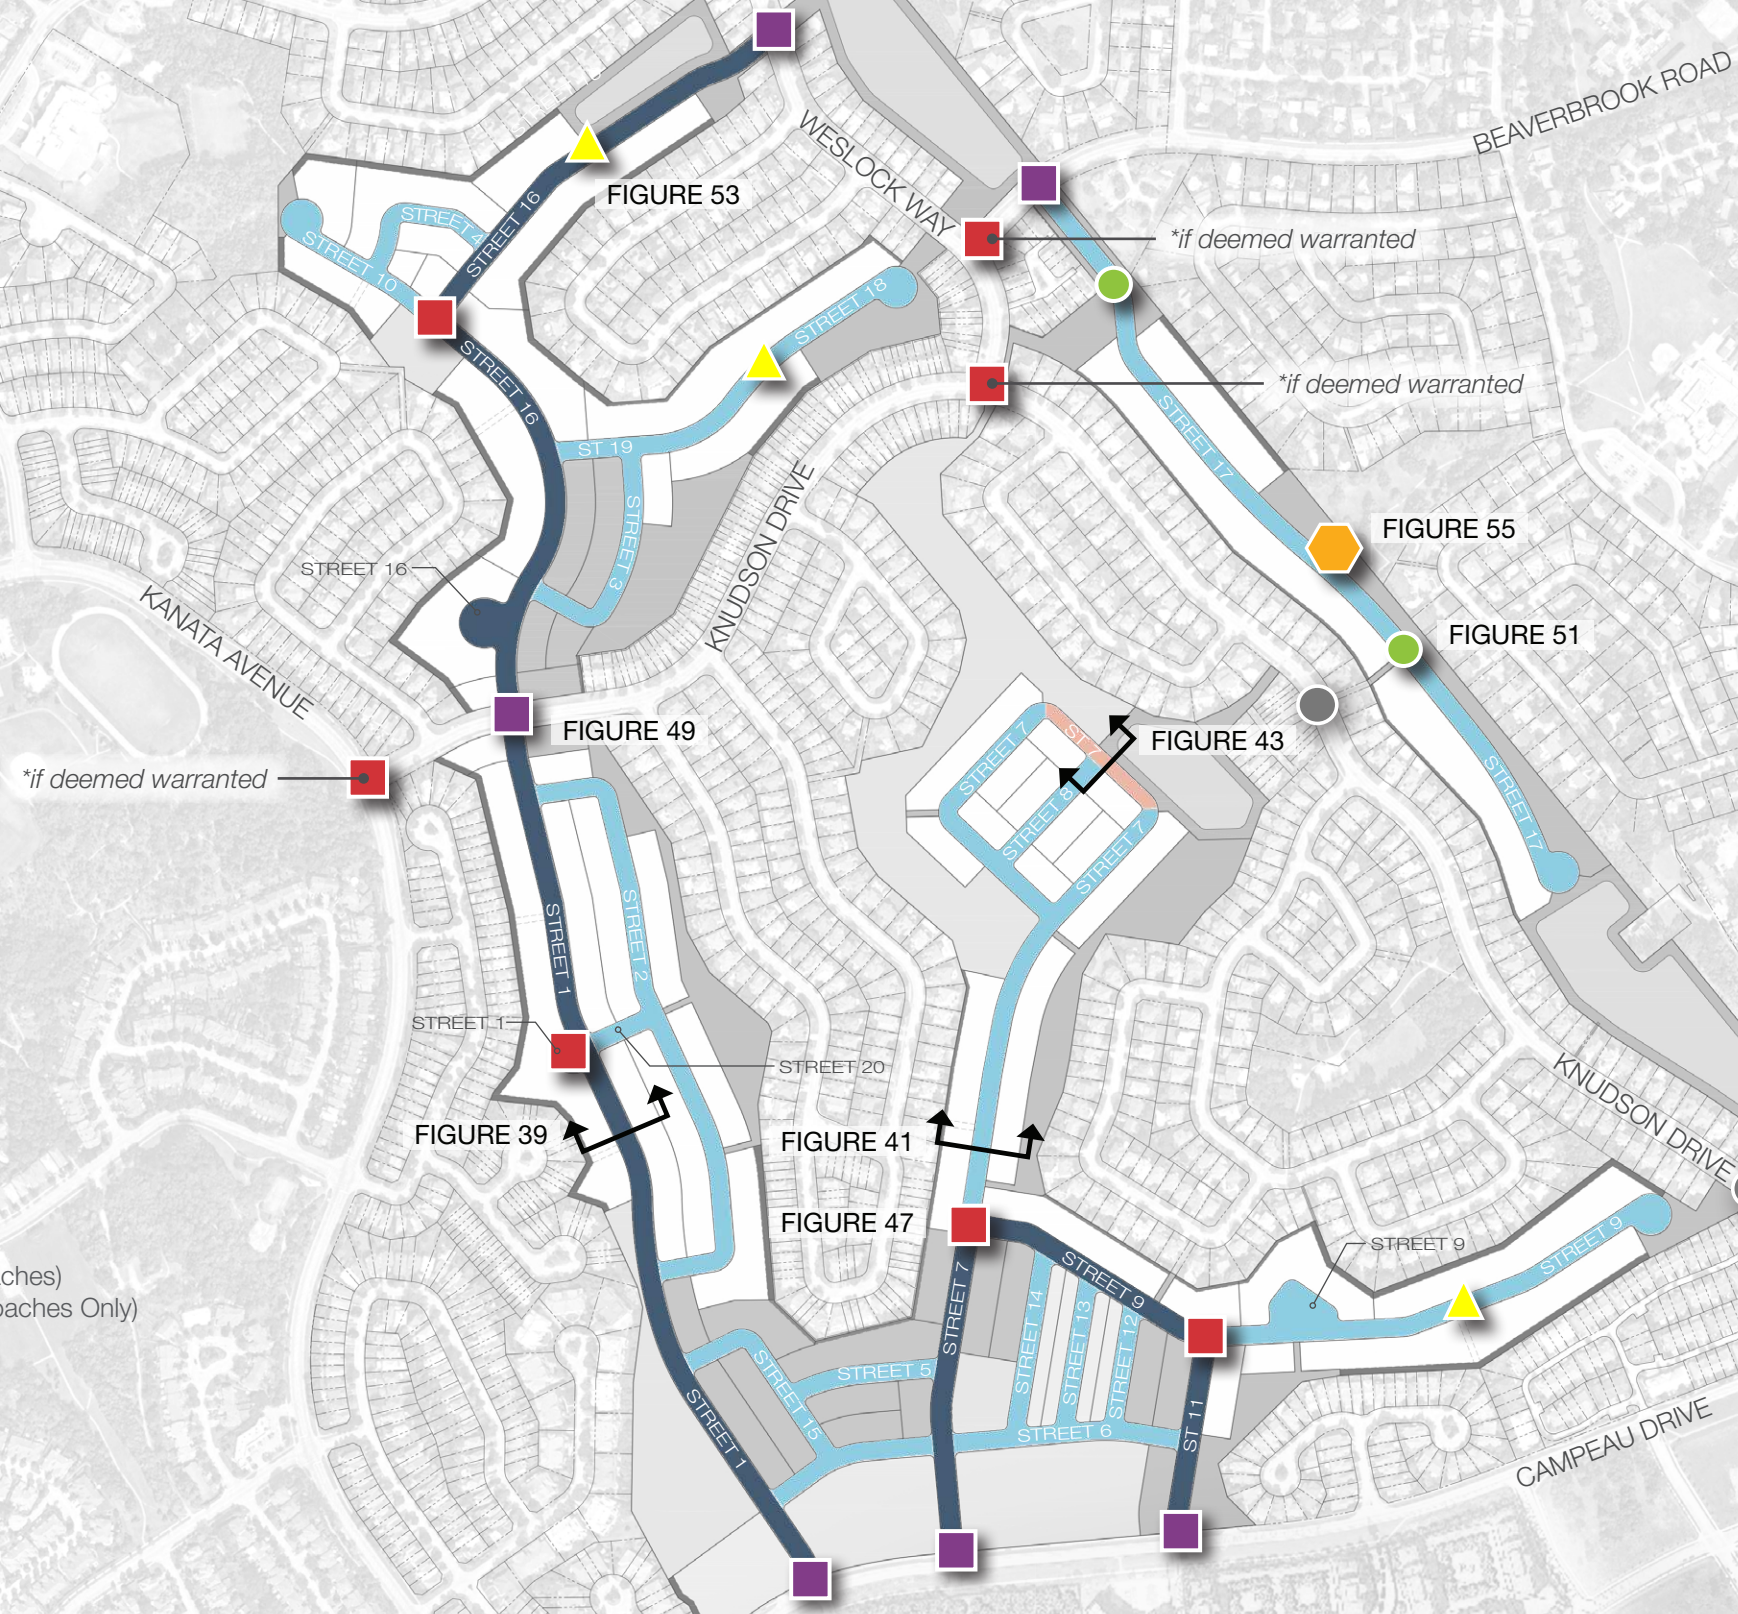 BEAVERBROOK ROAD
WESLOCK WAY
FIGURE 53
STREET 16
STREET 4
STREET 10
*if deemed warranted
STREET 18
STREET 16
*if deemed warranted
STREET 17
ST 19
KNUDSON DRIVE
STREET 3
FIGURE 55
STREET 16
KANATA AVENUE
FIGURE 51
FIGURE 49
STREET 7
ST 7
FIGURE 43
*if deemed warranted
STREET 8
STREET 7
STREET 17
STREET 1
STREET 2
STREET 1
STREET 20
KNUDSON DRIVE
FIGURE 39
FIGURE 41
FIGURE 47
STREET 9
STREET 9
STREET 9
aches)
oaches Only)
STREET 7
STREET 14
STREET 13
STREET 12
STREET 5
STREET 15
STREET 1
STREET 6
ST 11
CAMPEAU DRIVE